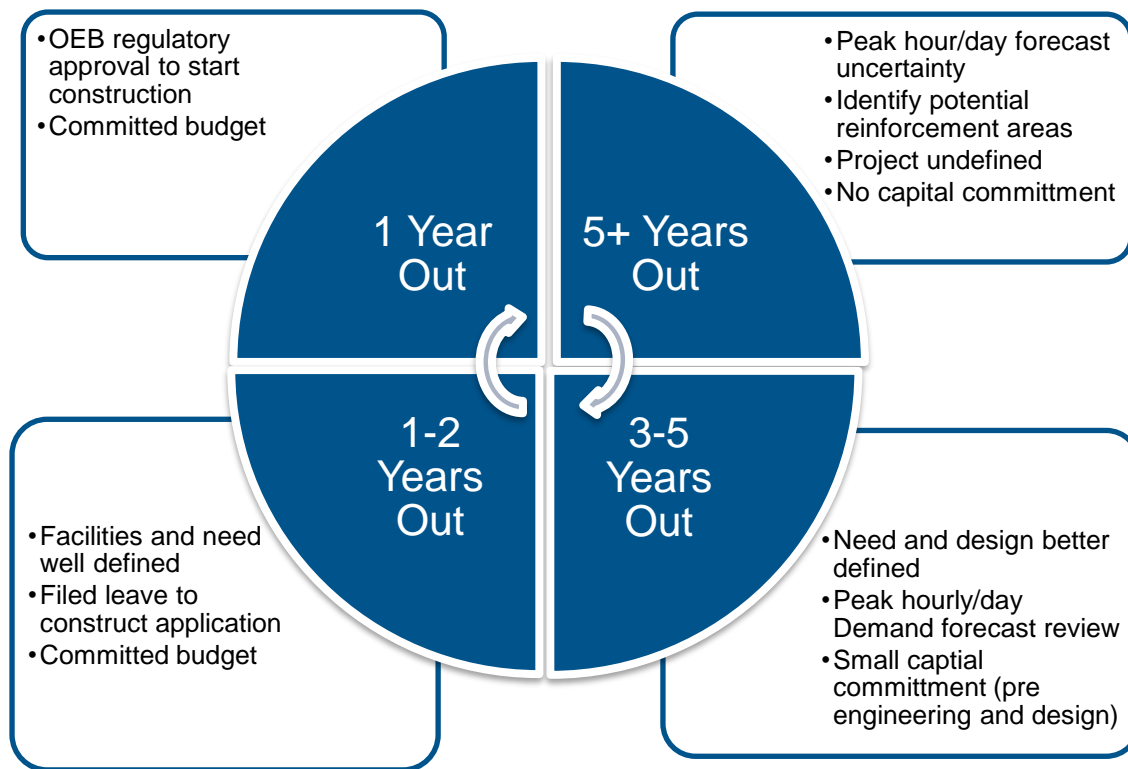 •OEB regulatory
approval to start
construction
•Committed budget
•Peak hour/day forecast
uncertainty
•Identify potential
reinforcement areas
•Project undefined
•No capital committment
1 Year
Out
5+ Years
Out
1-2
Years
Out
3-5
Years
Out
•Facilities and need
well defined
•Filed leave to
construct application
•Committed budget
•Need and design better
defined
•Peak hourly/day
Demand forecast review
•Small captial
committment (pre
engineering and design)